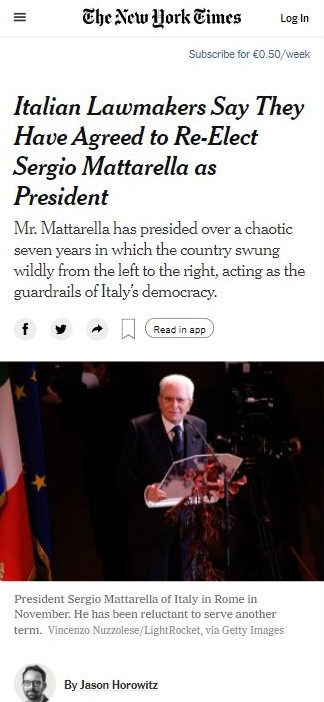 The New York Times
Log In
Subscribe for €0.50/week
Italian Lawmakers Say They
Have Agreed to Re-Elect
Sergio Mattarella as
President
Mr. Mattarella has presided over a chaotic
seven years in which the country swung
wildly from the left to the right, acting as the
guardrails of Italy's democracy.
Read in app
President Sergio Mattarella of Italy in Rome in
November. He has been reluctant to serve another
term. Vincenzo Nuzzolese/LightRocket, via Getty Images
By Jason Horowitz